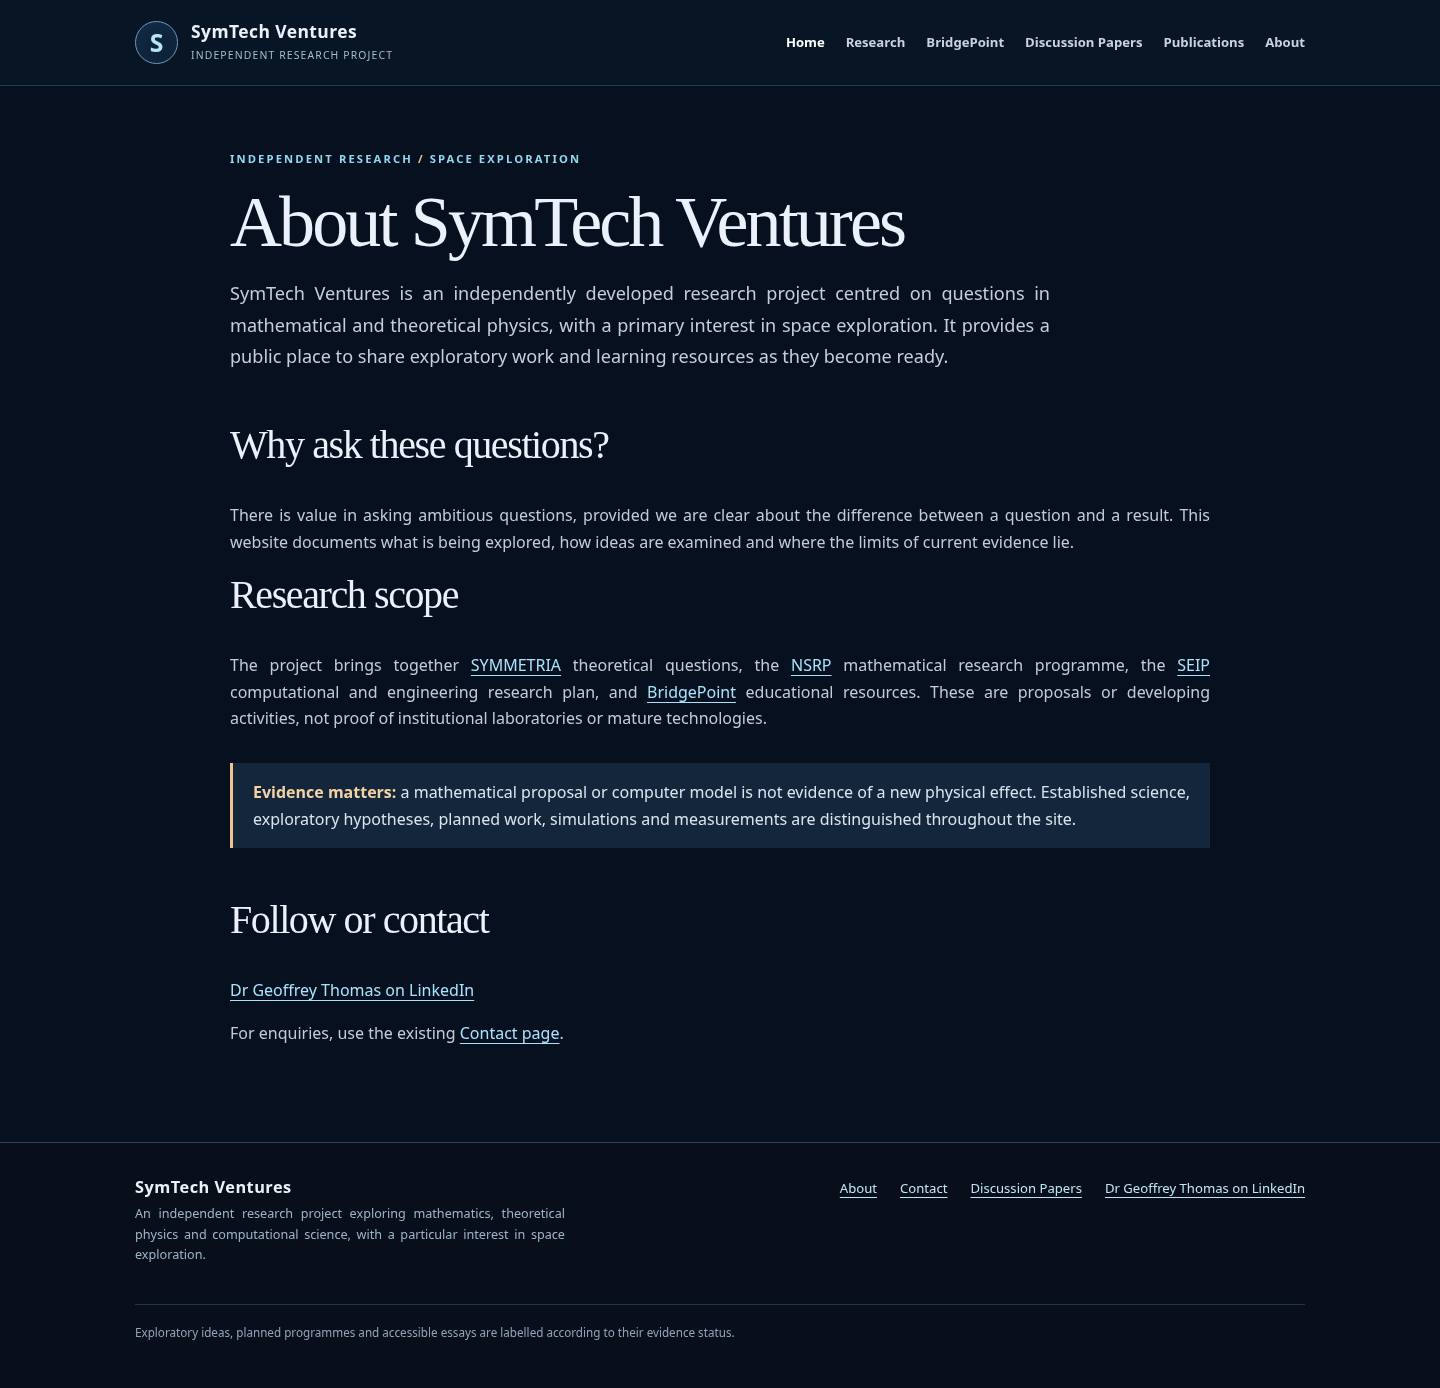 S
SymTech Ventures
INDEPENDENT RESEARCH PROJECT
Home Research BridgePoint Discussion Papers Publications About
INDEPENDENT RESEARCH / SPACE EXPLORATION
About SymTech Ventures
SymTech Ventures is an independently developed research project centred on questions in
mathematical and theoretical physics, with a primary interest in space exploration. It provides a
public place to share exploratory work and learning resources as they become ready.
Why ask these questions?
There is value in asking ambitious questions, provided we are clear about the difference between a question and a result. This
website documents what is being explored, how ideas are examined and where the limits of current evidence lie.
Research scope
The project brings together SYMMETRIA theoretical questions, the NSRP mathematical research programme, the SEIP
computational and engineering research plan, and BridgePoint educational resources. These are proposals or developing
activities, not proof of institutional laboratories or mature technologies.
Evidence matters: a mathematical proposal or computer model is not evidence of a new physical effect. Established science,
exploratory hypotheses, planned work, simulations and measurements are distinguished throughout the site.
Follow or contact
Dr Geoffrey Thomas on LinkedIn
For enquiries, use the existing Contact page.
SymTech Ventures
An independent research project exploring mathematics, theoretical
physics and computational science, with a particular interest in space
exploration.
About Contact Discussion Papers Dr Geoffrey Thomas on LinkedIn
Exploratory ideas, planned programmes and accessible essays are labelled according to their evidence status.